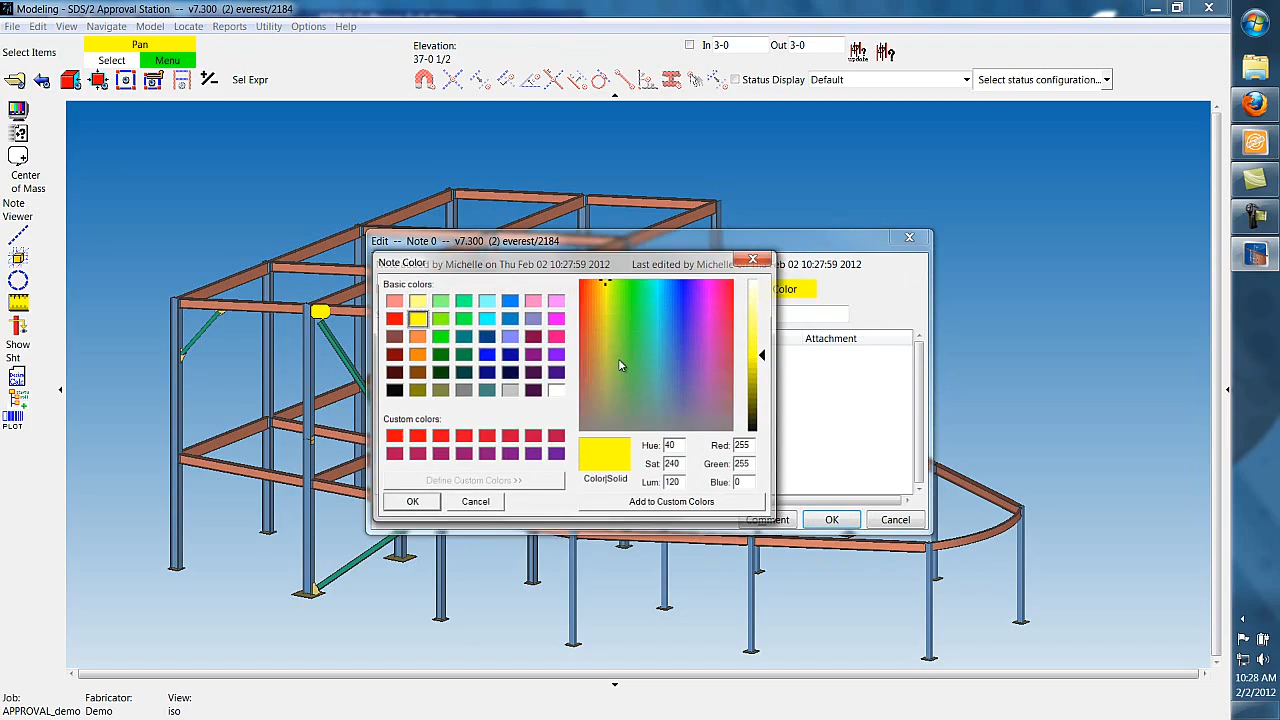 Modeling - SDS/2 Approval Station -- v7.300 everest/2184
File Edit View Navigate Model Locate Reports Utility Options Help
Select Items
Pan
Select Menu
Elevation:
37-0 1/2
In 3-0 Out 3-0
update
Sel Expr
Status Display Default Select status configuration...
Center
of Mass
Note
Viewer
Show
Sht
PLOT
Edit -- Note 0 -- v7.300 (2) everest/2184
by Michelle on Thu Feb 02 10:27:59 2012 Last edited by Michelle on Thu Feb 02 10:27:59 2012
Note Color
Color
Attachment
Basic colors:
Custom colors:
Define Custom Colors >>
OK Cancel
Color|Solid
Hue: 40 Red: 255
Sat: 240 Green: 255
Lum: 120 Blue: 0
Add to Custom Colors
Comment OK Cancel
Job: Fabricator: View:
APPROVAL_demo Demo iso
10:28 AM
2/2/2012